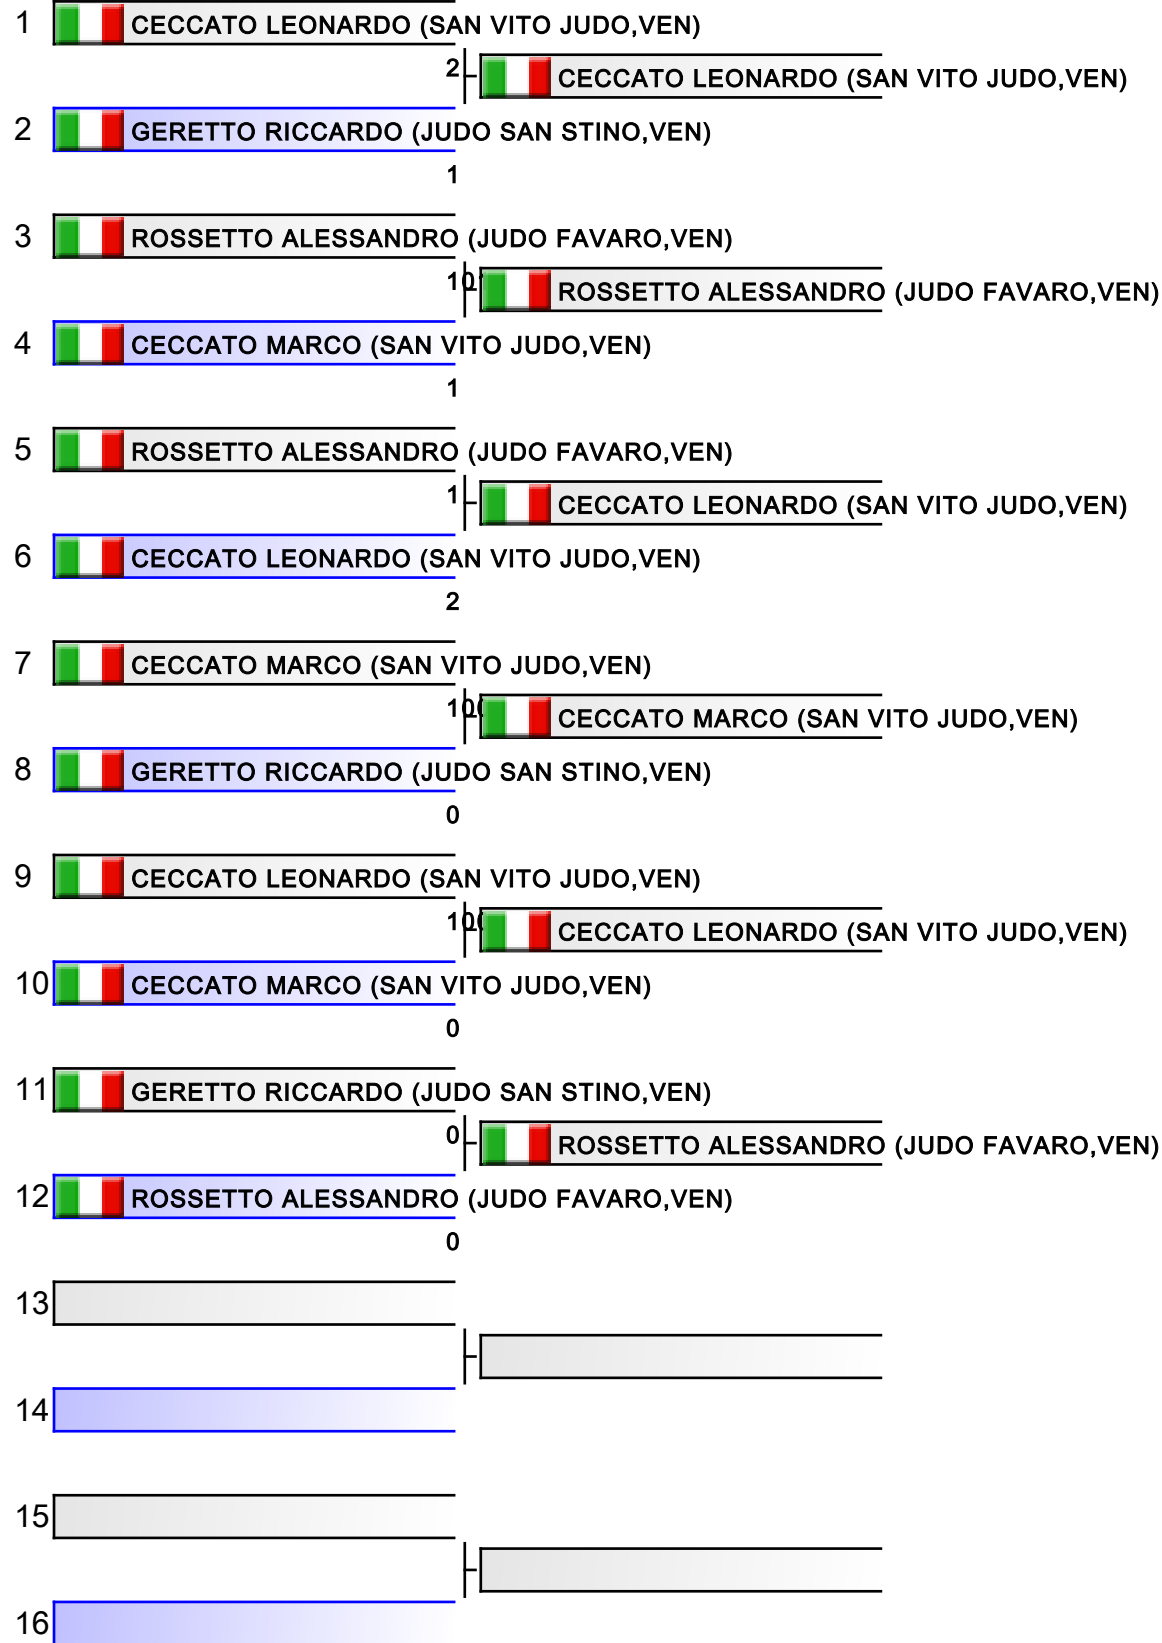 1 CECCATO LEONARDO (SAN VITO JUDO,VEN)
2 CECCATO LEONARDO (SAN VITO JUDO,VEN)
2 GERETTO RICCARDO (JUDO SAN STINO,VEN)
1
3 ROSSETTO ALESSANDRO (JUDO FAVARO,VEN)
ROSSETTO ALESSANDRO (JUDO FAVARO,VEN)
4 CECCATO MARCO (SAN VITO JUDO,VEN)
1
5 ROSSETTO ALESSANDRO (JUDO FAVARO,VEN)
1 CECCATO LEONARDO (SAN VITO JUDO,VEN)
6 CECCATO LEONARDO (SAN VITO JUDO,VEN)
2
7 CECCATO MARCO (SAN VITO JUDO,VEN)
CECCATO MARCO (SAN VITO JUDO,VEN)
8 GERETTO RICCARDO (JUDO SAN STINO,VEN)
0
9 CECCATO LEONARDO (SAN VITO JUDO,VEN)
CECCATO LEONARDO (SAN VITO JUDO,VEN)
10 CECCATO MARCO (SAN VITO JUDO,VEN)
0
11 GERETTO RICCARDO (JUDO SAN STINO,VEN)
0 ROSSETTO ALESSANDRO (JUDO FAVARO,VEN)
12 ROSSETTO ALESSANDRO (JUDO FAVARO,VEN)
0
13
14
15
16